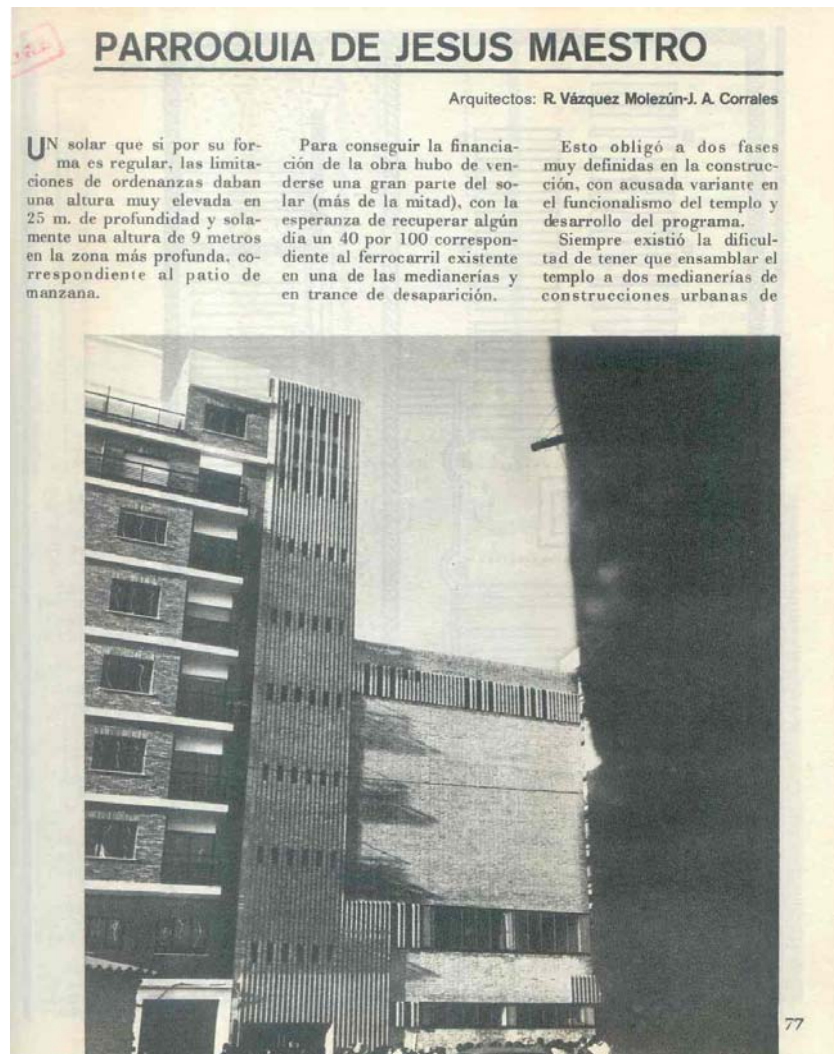 PARROQUIA DE JESUS MAESTRO
Arquitectos: R. Vázquez Molezún-J. A. Corrales
UN solar que si por su for-
ma es regular, las limita-
ciones de ordenanzas daban
una altura muy elevada en
25 m. de profundidad y sola-
mente una altura de 9 metros
en la zona más profunda, co-
rrespondiente al patio de
manzana.
Para conseguir la financia-
ción de la obra hubo de ven-
derse una gran parte del so-
lar (más de la mitad), con la
esperanza de recuperar algún
día un 40 por 100 correspon-
diente al ferrocarril existente
en una de las medianerías y
en trance de desaparición.
Esto obligó a dos fases
muy definidas en la construc-
ción, con acusada variante en
el funcionalismo del templo y
desarrollo del programa.
Siempre existió la dificul-
tad de tener que ensamblar el
templo a dos medianerías de
construcciones urbanas de
77